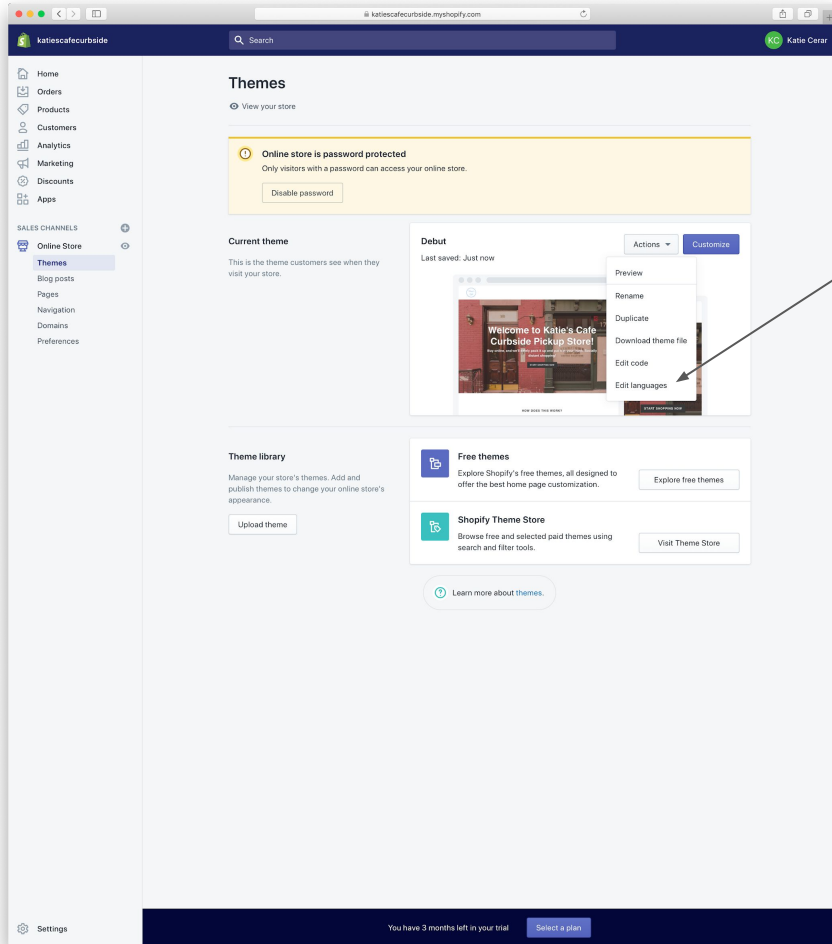 katiescafecurbside.myshopify.com
katiescafecurbside
Search
KC Katie Cerar
Home
Orders
Products
Customers
Analytics
Marketing
Discounts
Apps
SALES CHANNELS
Online Store
Themes
Blog posts
Pages
Navigation
Domains
Preferences
Settings
Themes
View your store
Online store is password protected
Only visitors with a password can access your online store.
Disable password
Current theme
This is the theme customers see when they
visit your store.
Debut
Last saved: Just now
Actions
Customize
Preview
Rename
Duplicate
Download theme file
Edit code
Edit languages
Welcome to Katie's Cafe
Curbside Pickup Store!
START SHOPPING NOW
HOW DOES THIS WORK?
START SHOPPING NOW
Theme library
Manage your store's themes. Add and
publish themes to change your online store's
appearance.
Upload theme
Free themes
Explore Shopify's free themes, all designed to
offer the best home page customization.
Explore free themes
Shopify Theme Store
Browse free and selected paid themes using
search and filter tools.
Visit Theme Store
Learn more about themes.
You have 3 months left in your trial
Select a plan